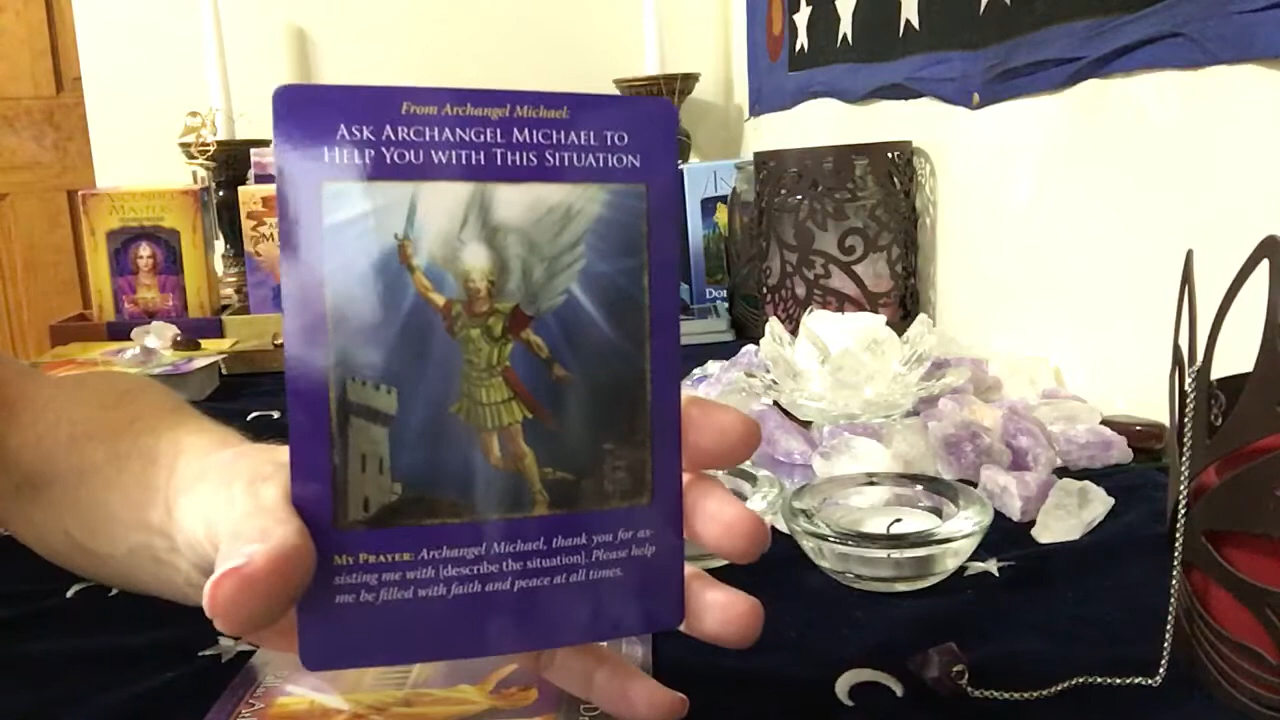 From Archangel Michael:
ASK ARCHANGEL MICHAEL TO
HELP YOU WITH THIS SITUATION
MY PRAYER: Archangel Michael, thank you for as-
sisting me with [describe the situation]. Please help
me be filled with faith and peace at all times.
ASCENDED
MASTERS